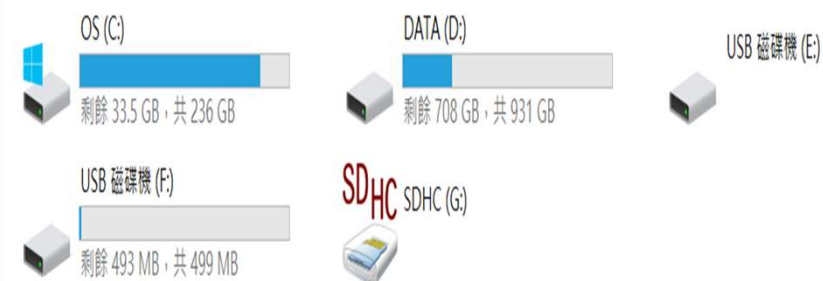 OS (C:)
剩餘 33.5 GB，共 236 GB
DATA (D:)
剩餘 708 GB，共 931 GB
USB 磁碟機 (E:)
USB 磁碟機 (F:)
剩餘 493 MB，共 499 MB
SDHC
SDHC (G:)